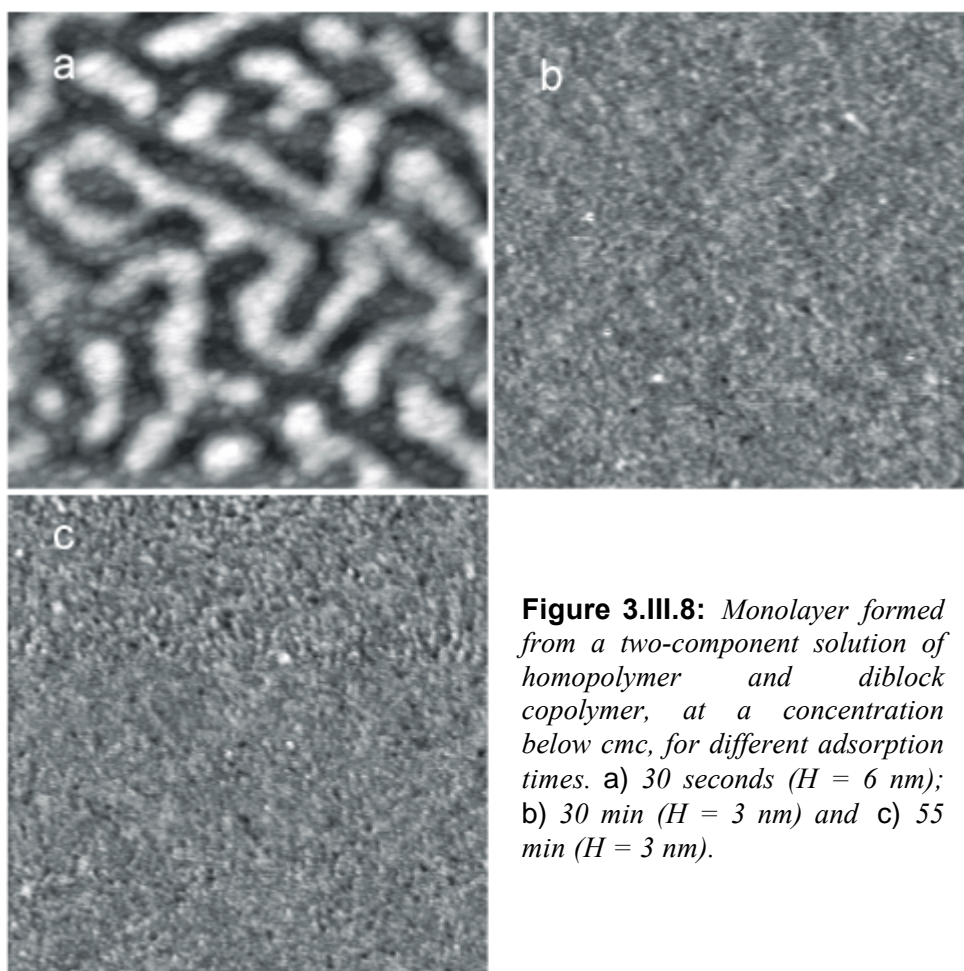 a
b
c
Figure 3.III.8: Monolayer formed
from a two-component solution of
homopolymer and diblock
copolymer, at a concentration
below cmc, for different adsorption
times. a) 30 seconds (H = 6 nm);
b) 30 min (H = 3 nm) and c) 55
min (H = 3 nm).